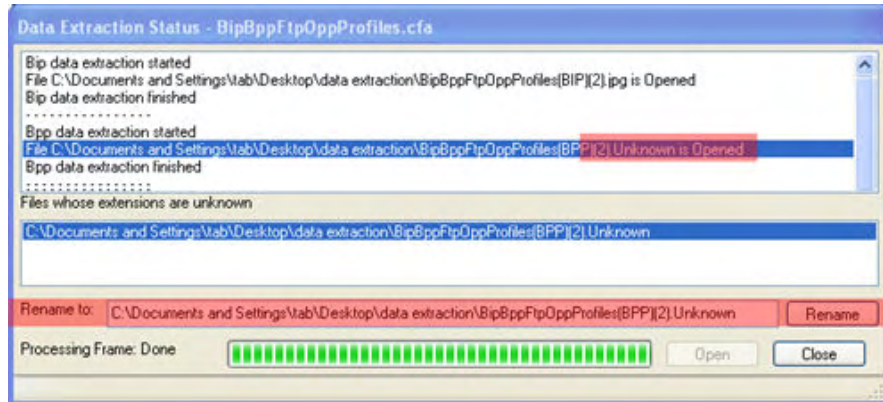 Data Extraction Status - BipBppFtpOppProfiles.cfa
Bip data extraction started
File C:\Documents and Settings\tab\Desktop\data extraction\BipBppFtpOppProfiles(BIP)(2).jpg is Opened
Bip data extraction finished
- - - - - - - - - - - - - - - -
Bpp data extraction started
File C:\Documents and Settings\tab\Desktop\data extraction\BipBppFtpOppProfiles(BPP)(2).Unknown is Opened
Bpp data extraction finished
: : : : : : : : : : : : : : : :
Files whose extensions are unknown
C:\Documents and Settings\tab\Desktop\data extraction\BipBppFtpOppProfiles(BPP)(2).Unknown
Rename to: C:\Documents and Settings\tab\Desktop\data extraction\BipBppFtpOppProfiles(BPP)(2).Unknown Rename
Processing Frame: Done Open Close